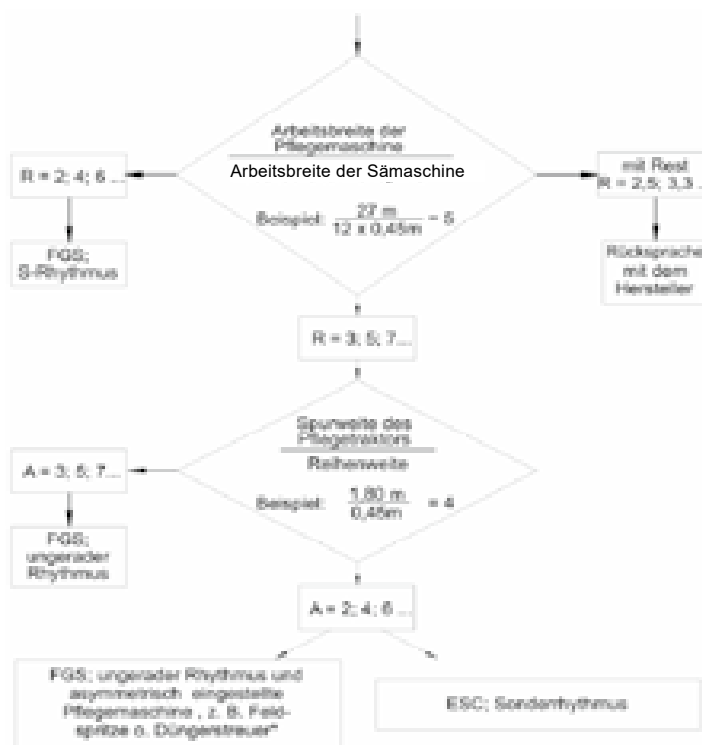 Arbeitsbreite der
Pflegemaschine
Arbeitsbreite der Sämaschine
Beispiel: 27 m
12 x 0,45m = 5
R = 2; 4; 6 ...
mit Rest
R = 2,5; 3,3 ...
FGS;
S-Rhythmus
Rücksprache
mit dem
Hersteller
R = 3; 5; 7...
Spurweite des
Pflegetraktors
Reihenweite
Beispiel: 1,80 m
0,45m = 4
A = 3; 5; 7...
FGS;
ungerader
Rhythmus
A = 2; 4; 6 ...
FGS; ungerader Rhythmus und
asymmetrisch eingestellte
Pflegemaschine , z. B. Feld-
spritze o. Düngerstreuer*
ESC; Sonderrhythmus